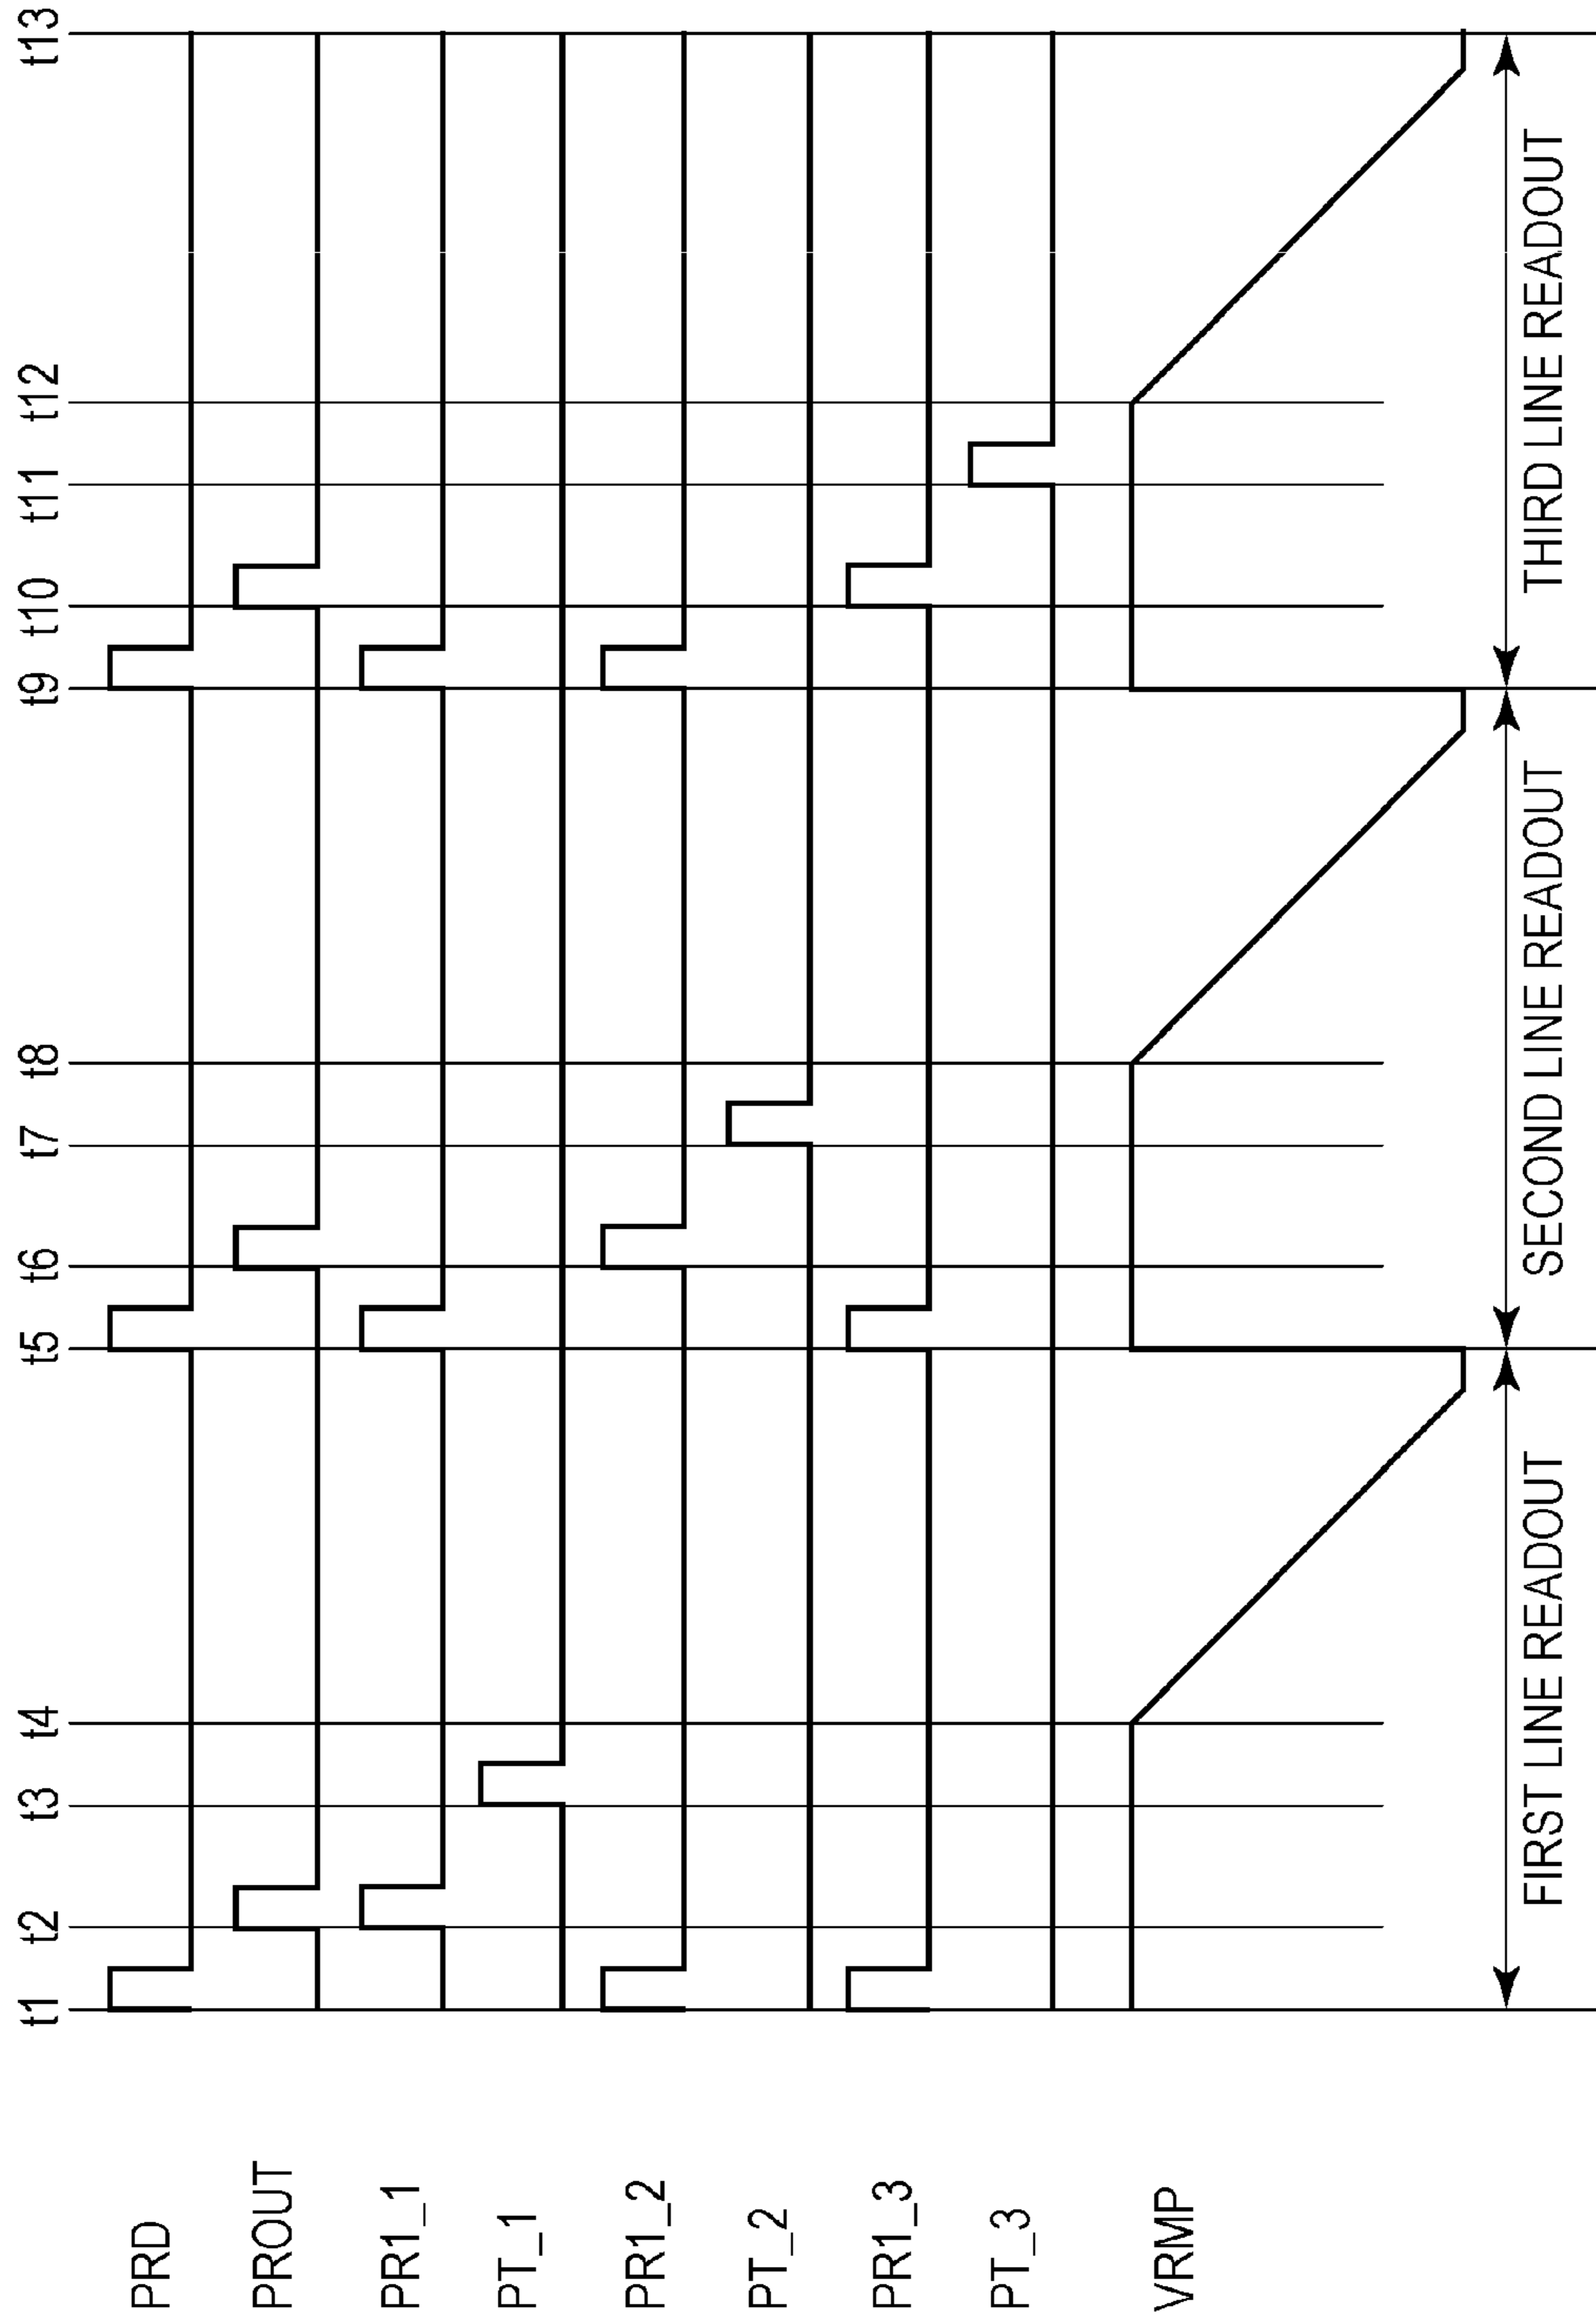 t1 t2 t3 t4 t5 t6 t7 t8 t9 t10 t11 t12 t13
PRD
PROUT
PR1_1
PT_1
PR1_2
PT_2
PR1_3
PT_3
VRMP
FIRST LINE READOUT SECOND LINE READOUT THIRD LINE READOUT